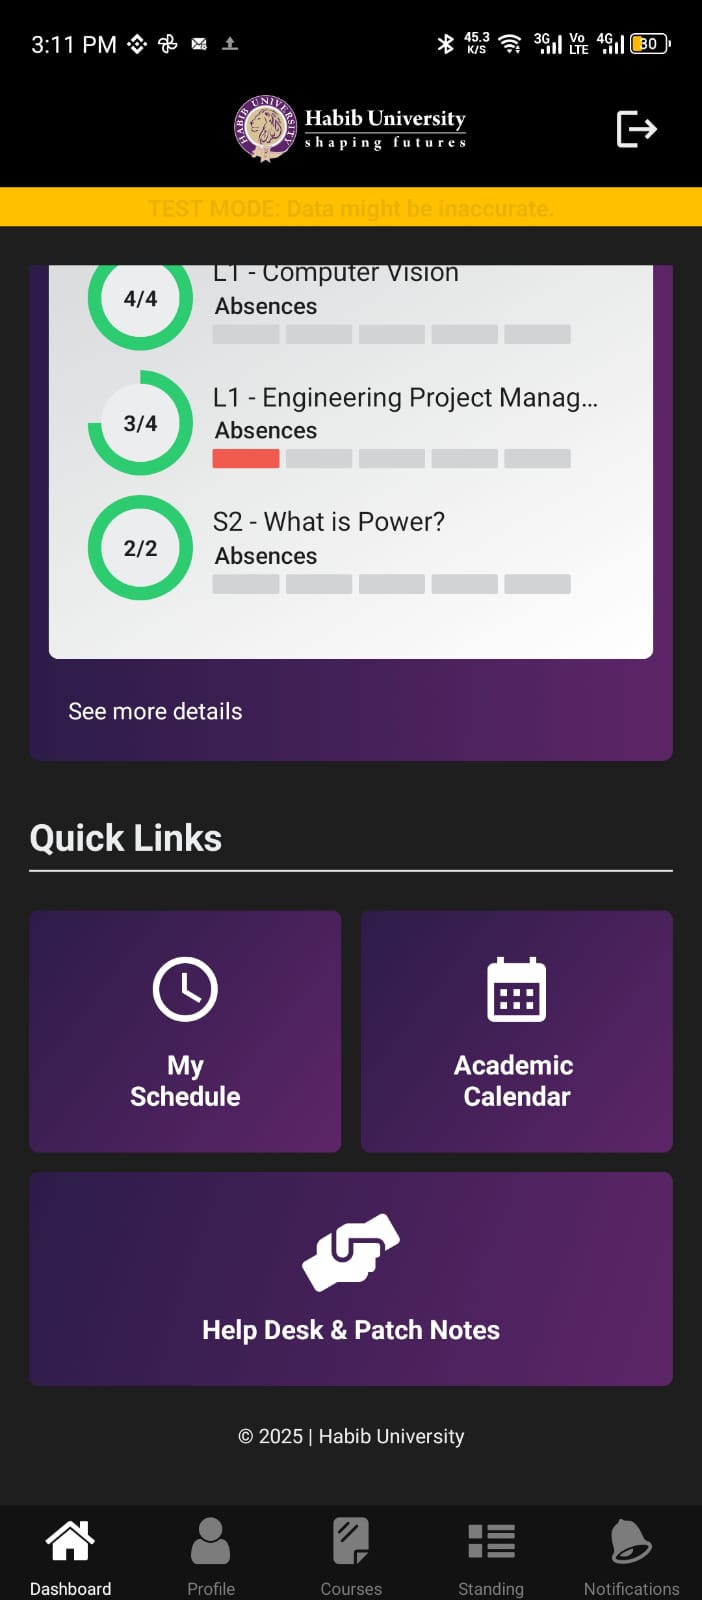 3:11 PM
45.3 K/S
3G
Vo LTE
4G
30
HABIB UNIVERSITY
Habib University
shaping futures
TEST MODE: Data might be inaccurate.
4/4
L1 - Computer Vision
Absences
3/4
L1 - Engineering Project Manag...
Absences
2/2
S2 - What is Power?
Absences
See more details
Quick Links
My
Schedule
Academic
Calendar
Help Desk & Patch Notes
© 2025 | Habib University
Dashboard
Profile
Courses
Standing
Notifications